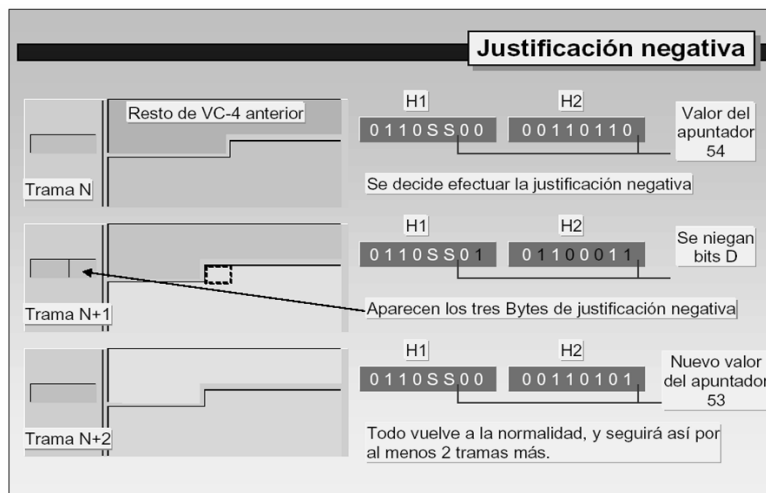 Justificación negativa
Resto de VC-4 anterior
H1
H2
0110SS00
00110110
Valor del
apuntador
54
Trama N
Se decide efectuar la justificación negativa
H1
H2
0110SS01
01100011
Se niegan
bits D
Trama N+1
Aparecen los tres Bytes de justificación negativa
H1
H2
0110SS00
00110101
Nuevo valor
del apuntador
53
Trama N+2
Todo vuelve a la normalidad, y seguirá así por
al menos 2 tramas más.